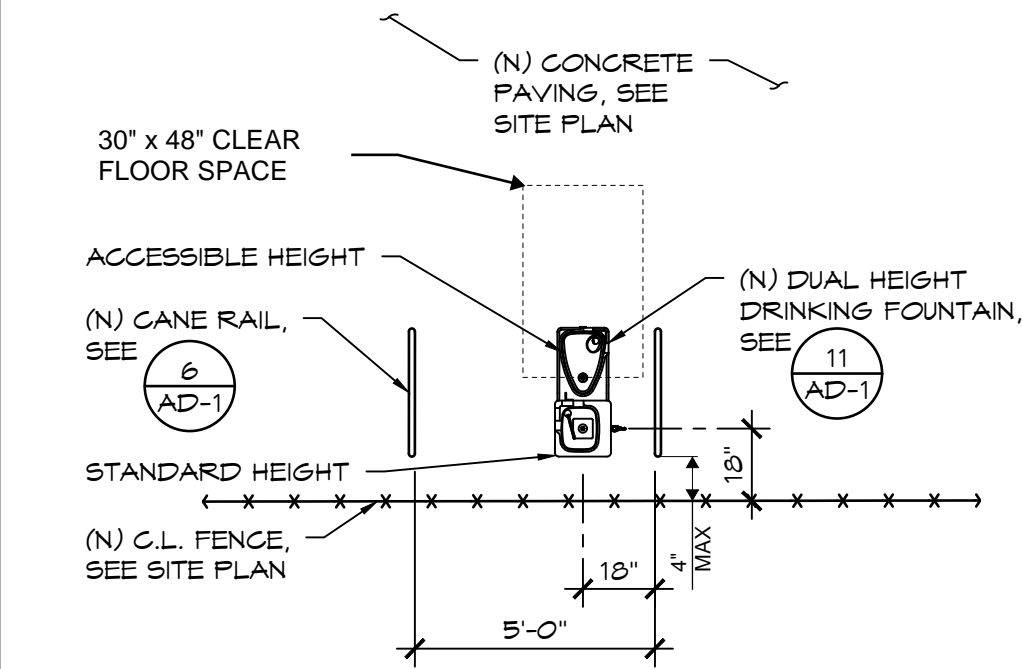 (N) CONCRETE
PAVING, SEE
SITE PLAN
30" x 48" CLEAR
FLOOR SPACE
ACCESSIBLE HEIGHT
(N) DUAL HEIGHT
DRINKING FOUNTAIN,
SEE
11
AD-1
(N) CANE RAIL,
SEE
6
AD-1
STANDARD HEIGHT
18"
(N) C.L. FENCE,
SEE SITE PLAN
4"
MAX
18"
5'-0"